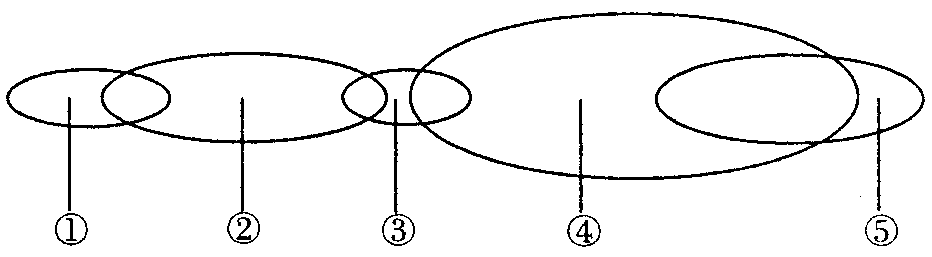 ① ② ③ ④ ⑤